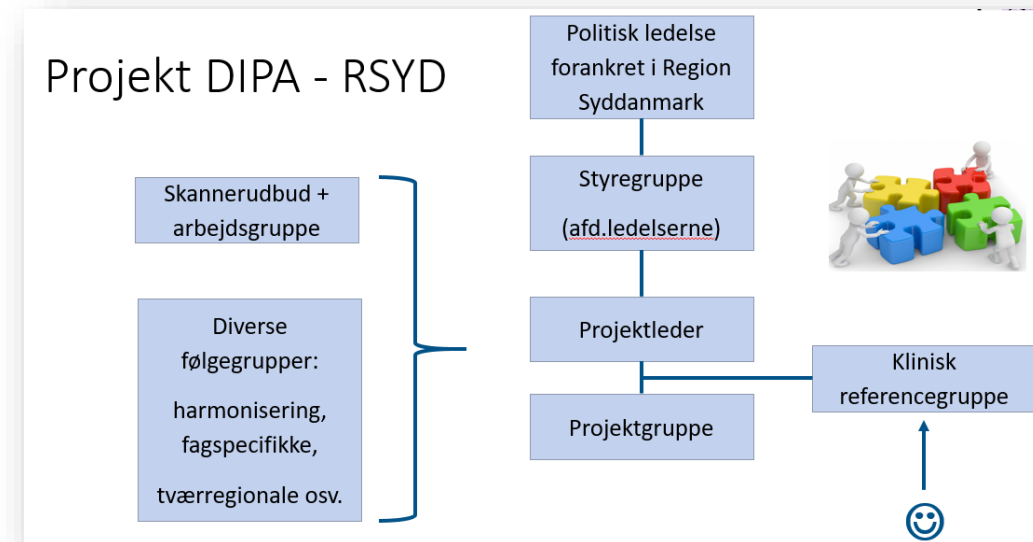 Projekt DIPA - RSYD
Politisk ledelse
forankret i Region
Syddanmark
Styregruppe
(afd.ledelserne)
Projektleder
Projektgruppe
Klinisk
referencegruppe
Skannerudbud +
arbejdsgruppe
Diverse
følgegrupper:
harmonisering,
fagspecifikke,
tværregionale osv.